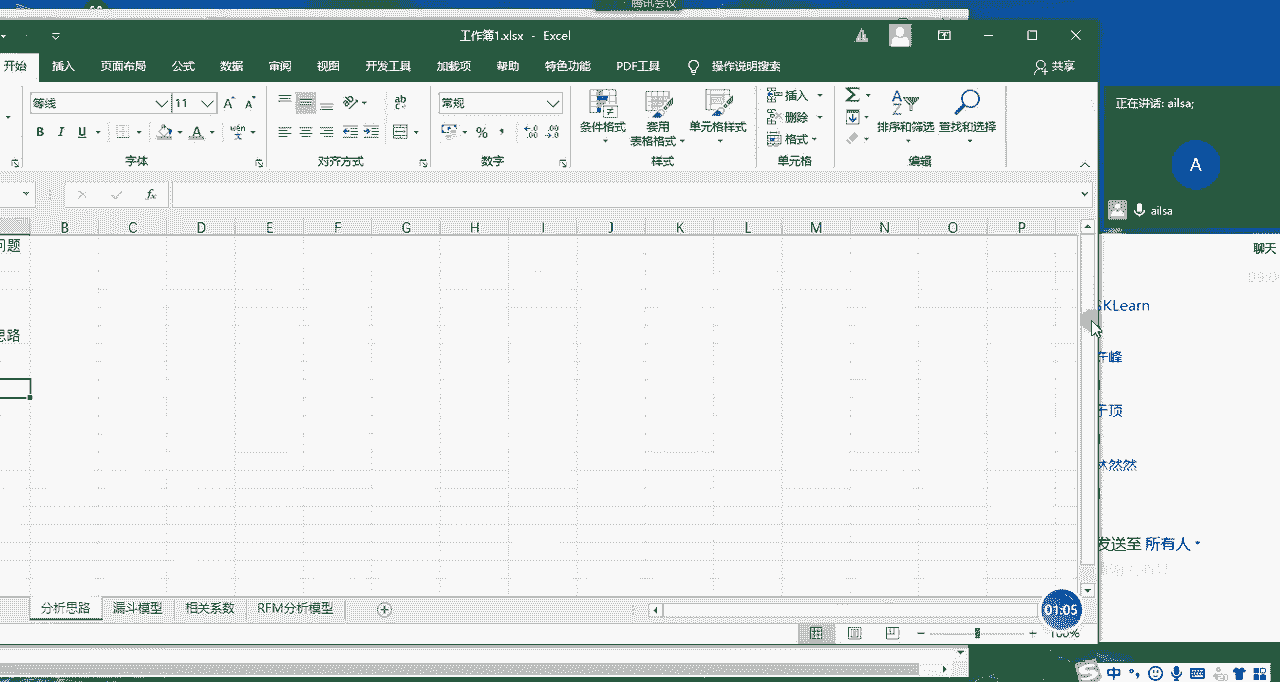 腾讯会议
工作簿1.xlsx - Excel
开始 插入 页面布局 公式 数据 审阅 视图 开发工具 加载项 帮助 特色功能 PDF工具 操作说明搜索 共享
正在讲话: ailsa;
等线 11 A A 常规 插入
条件格式 套用 表格格式 单元格样式 删除 排序和筛选 查找和选择
B I U A 格式
字体 对齐方式 数字 样式 单元格 编辑
A
ailsa
fx
B C D E F G H I J K L M N O P
问题
聊天
KLearn
思路
峰
顶
然然
发送至 所有人
分析思路 漏斗模型 相关系数 RFM分析模型
01:05
100%
中